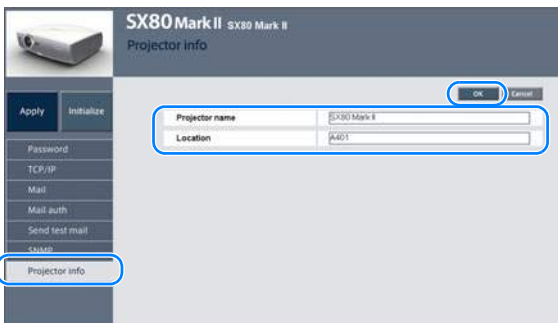 SX80 Mark II SX80 Mark II
Projector info
OK Cancel
Apply Initialize
Projector name SX80 Mark II
Location A401
Password
TCP/IP
Mail
Mail auth
Send test mail
SNMP
Projector info